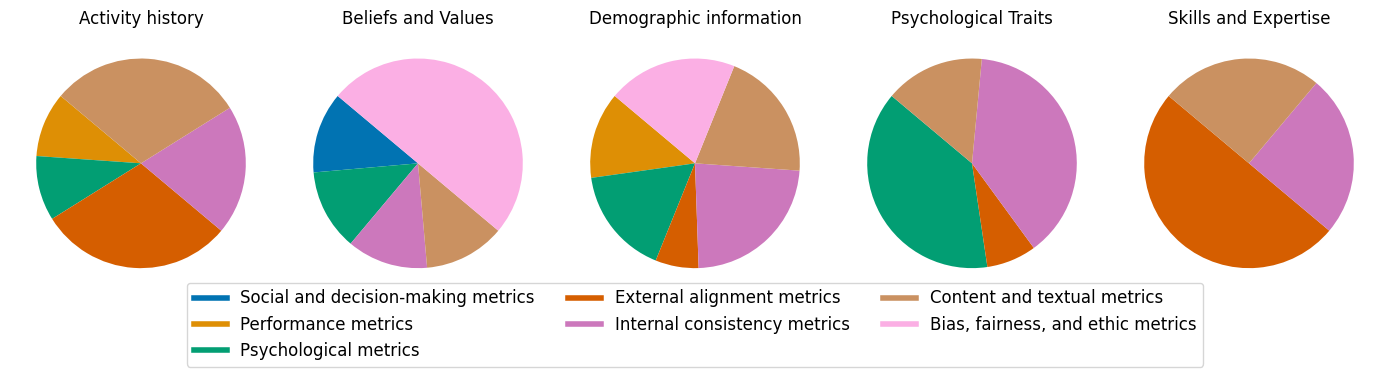 Activity history
Beliefs and Values
Demographic information
Psychological Traits
Skills and Expertise
Social and decision-making metrics
Performance metrics
Psychological metrics
External alignment metrics
Internal consistency metrics
Content and textual metrics
Bias, fairness, and ethic metrics